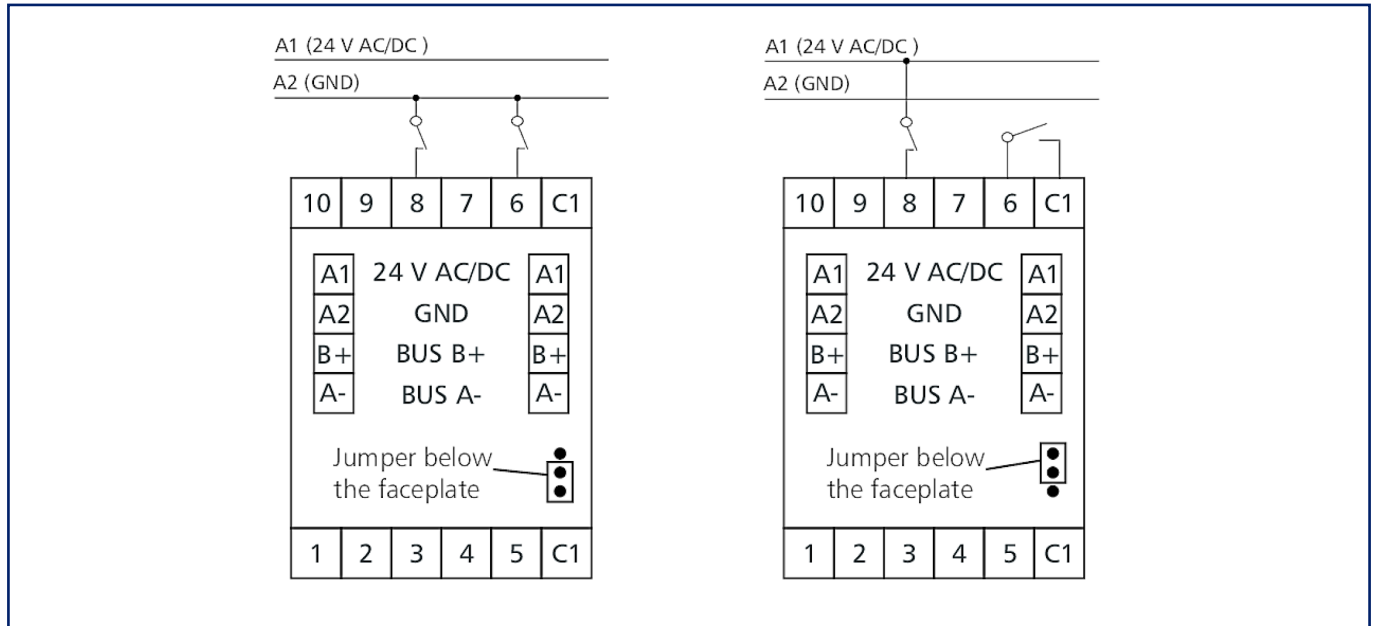 A1 (24 V AC/DC )
A2 (GND)
10 9 8 7 6 C1
A1 24 V AC/DC A1
A2 GND A2
B+ BUS B+ B+
A- BUS A- A-
Jumper below
the faceplate
1 2 3 4 5 C1
A1 (24 V AC/DC )
A2 (GND)
10 9 8 7 6 C1
A1 24 V AC/DC A1
A2 GND A2
B+ BUS B+ B+
A- BUS A- A-
Jumper below
the faceplate
1 2 3 4 5 C1